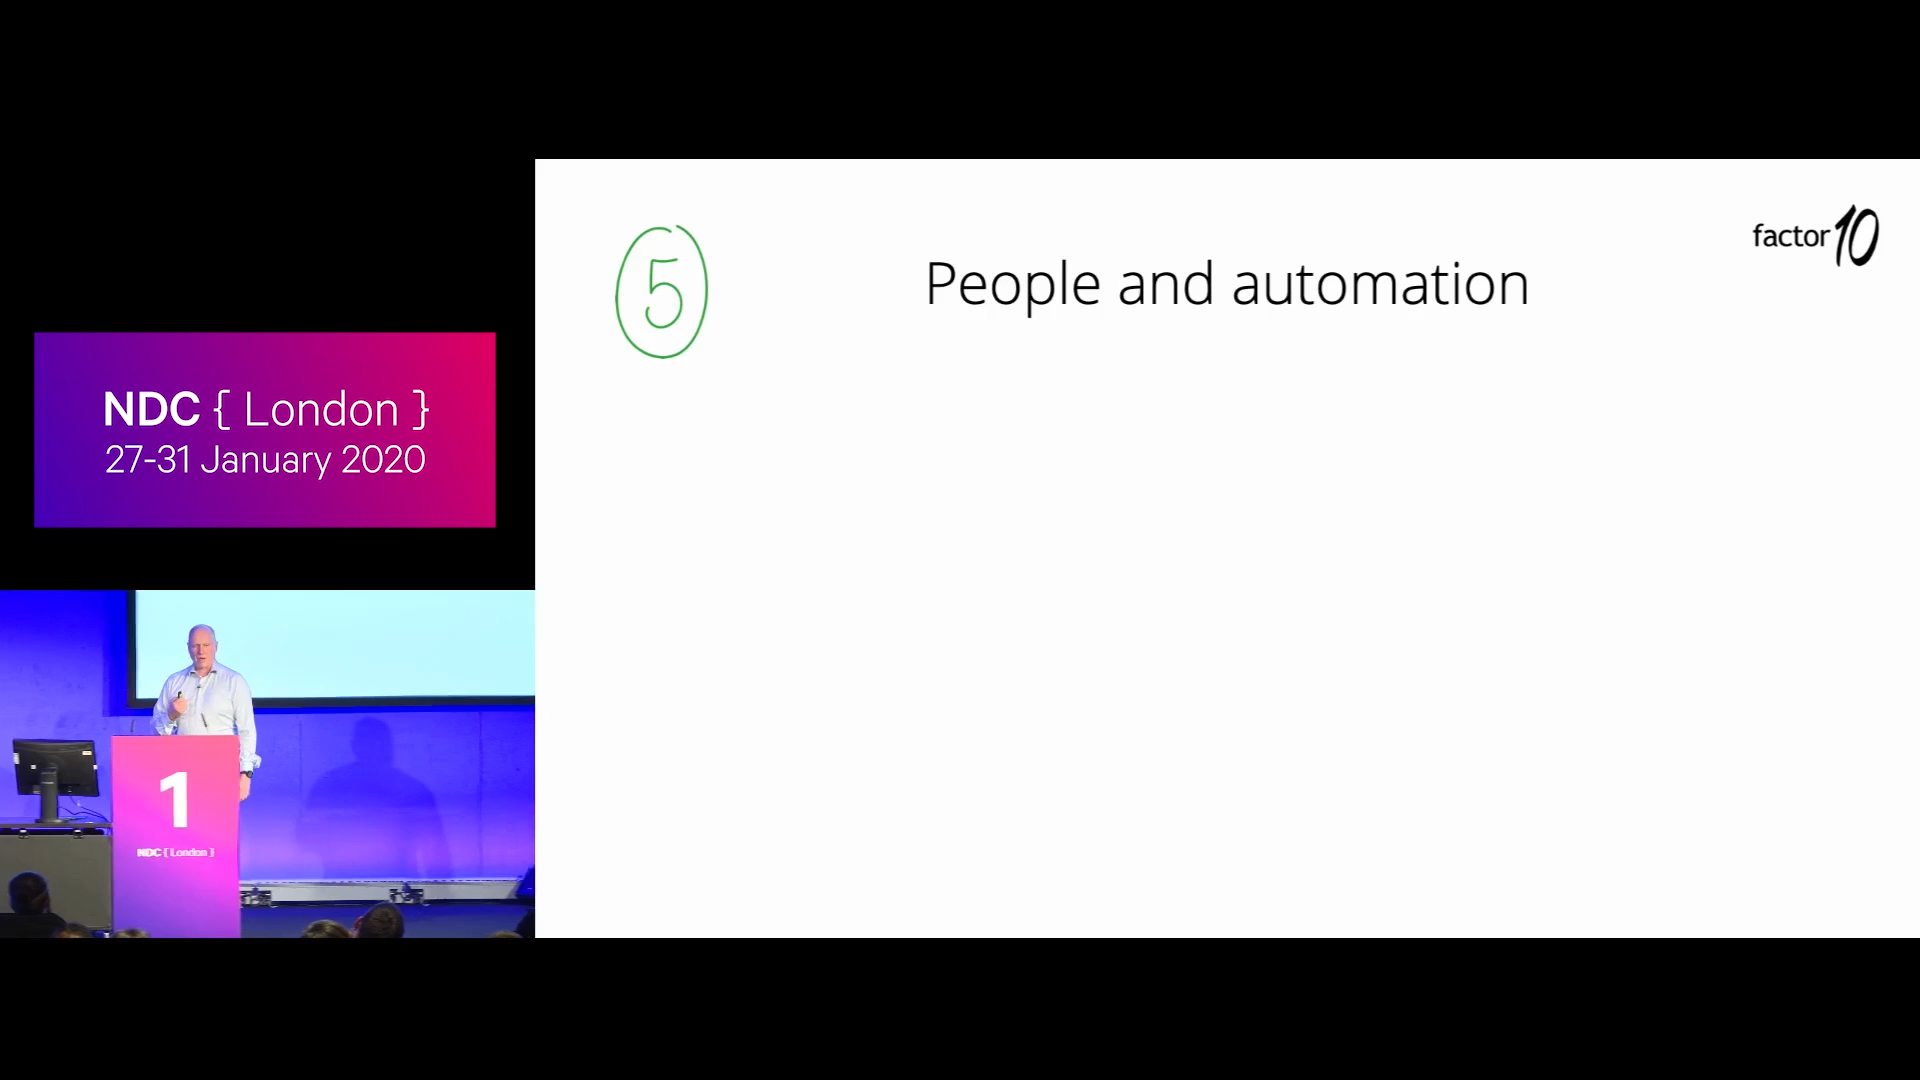 5
People and automation
factor10
NDC { London }
27-31 January 2020
1
NDC { London }